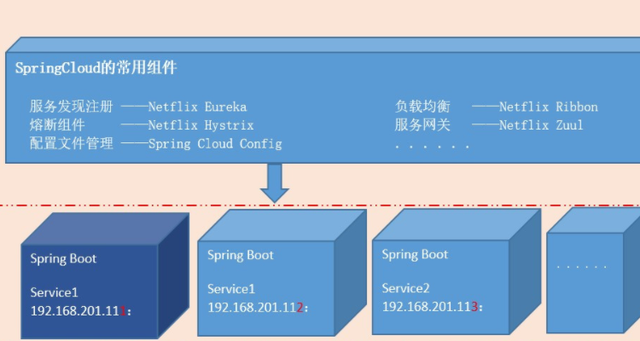 SpringCloud的常用组件
服务发现注册 ——Netflix Eureka
负载均衡 ——Netflix Ribbon
熔断组件 ——Netflix Hystrix
服务网关 ——Netflix Zuul
配置文件管理 ——Spring Cloud Config
. . . . . .
Spring Boot
Service1
192.168.201.111:
Spring Boot
Service1
192.168.201.112:
Spring Boot
Service2
192.168.201.113:
. . . . . .